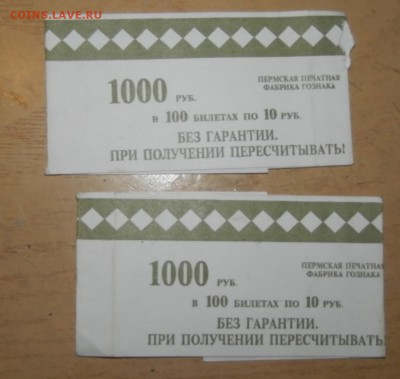 COINS.LAVE.RU
1000 РУБ.
ПЕРМСКАЯ ПЕЧАТНАЯ
ФАБРИКА ГОЗНАКА
В 100 БИЛЕТАХ ПО 10 РУБ.
БЕЗ ГАРАНТИИ.
ПРИ ПОЛУЧЕНИИ ПЕРЕСЧИТЫВАТЬ!
1000 РУБ.
ПЕРМСКАЯ ПЕЧАТНАЯ
ФАБРИКА ГОЗНАКА
В 100 БИЛЕТАХ ПО 10 РУБ.
БЕЗ ГАРАНТИИ.
ПРИ ПОЛУЧЕНИИ ПЕРЕСЧИТЫВАТЬ